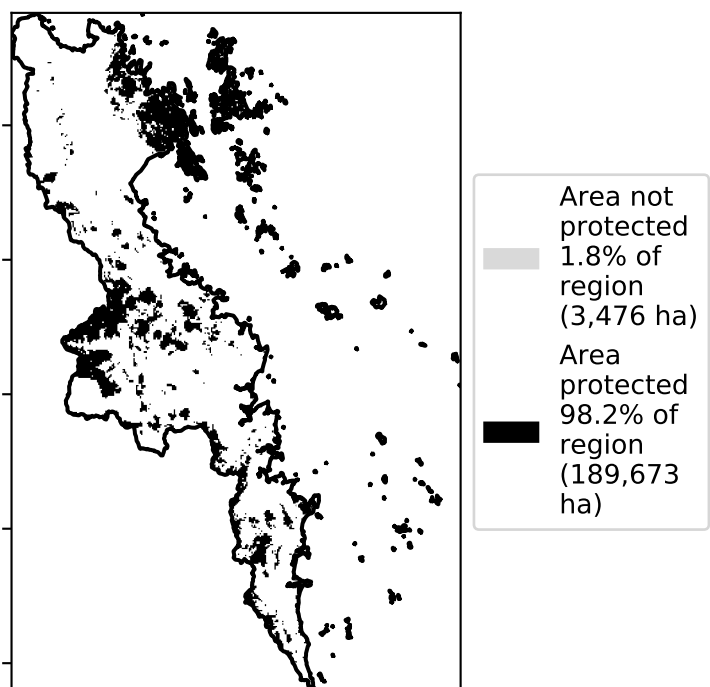 Area not
protected
1.8% of
region
(3,476 ha)
Area
protected
98.2% of
region
(189,673
ha)